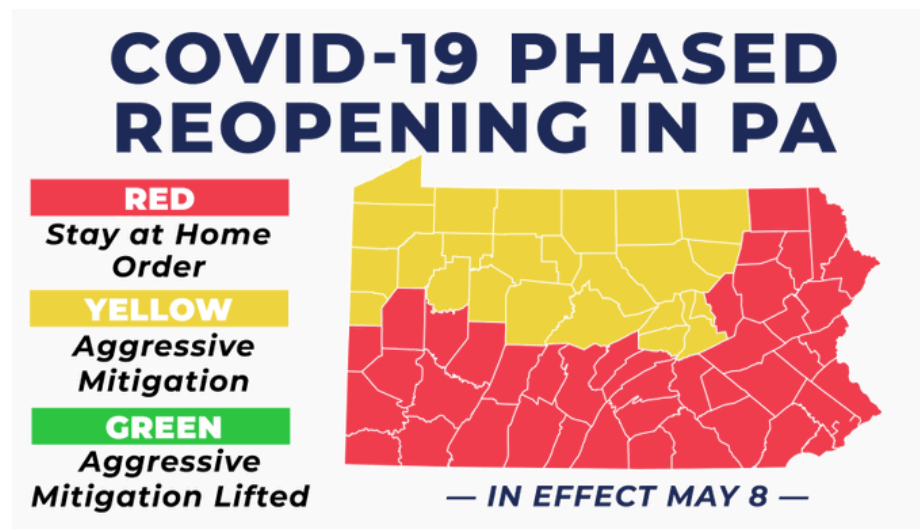 COVID-19 PHASED
REOPENING IN PA
RED
Stay at Home
Order
YELLOW
Aggressive
Mitigation
GREEN
Aggressive
Mitigation Lifted
— IN EFFECT MAY 8 —